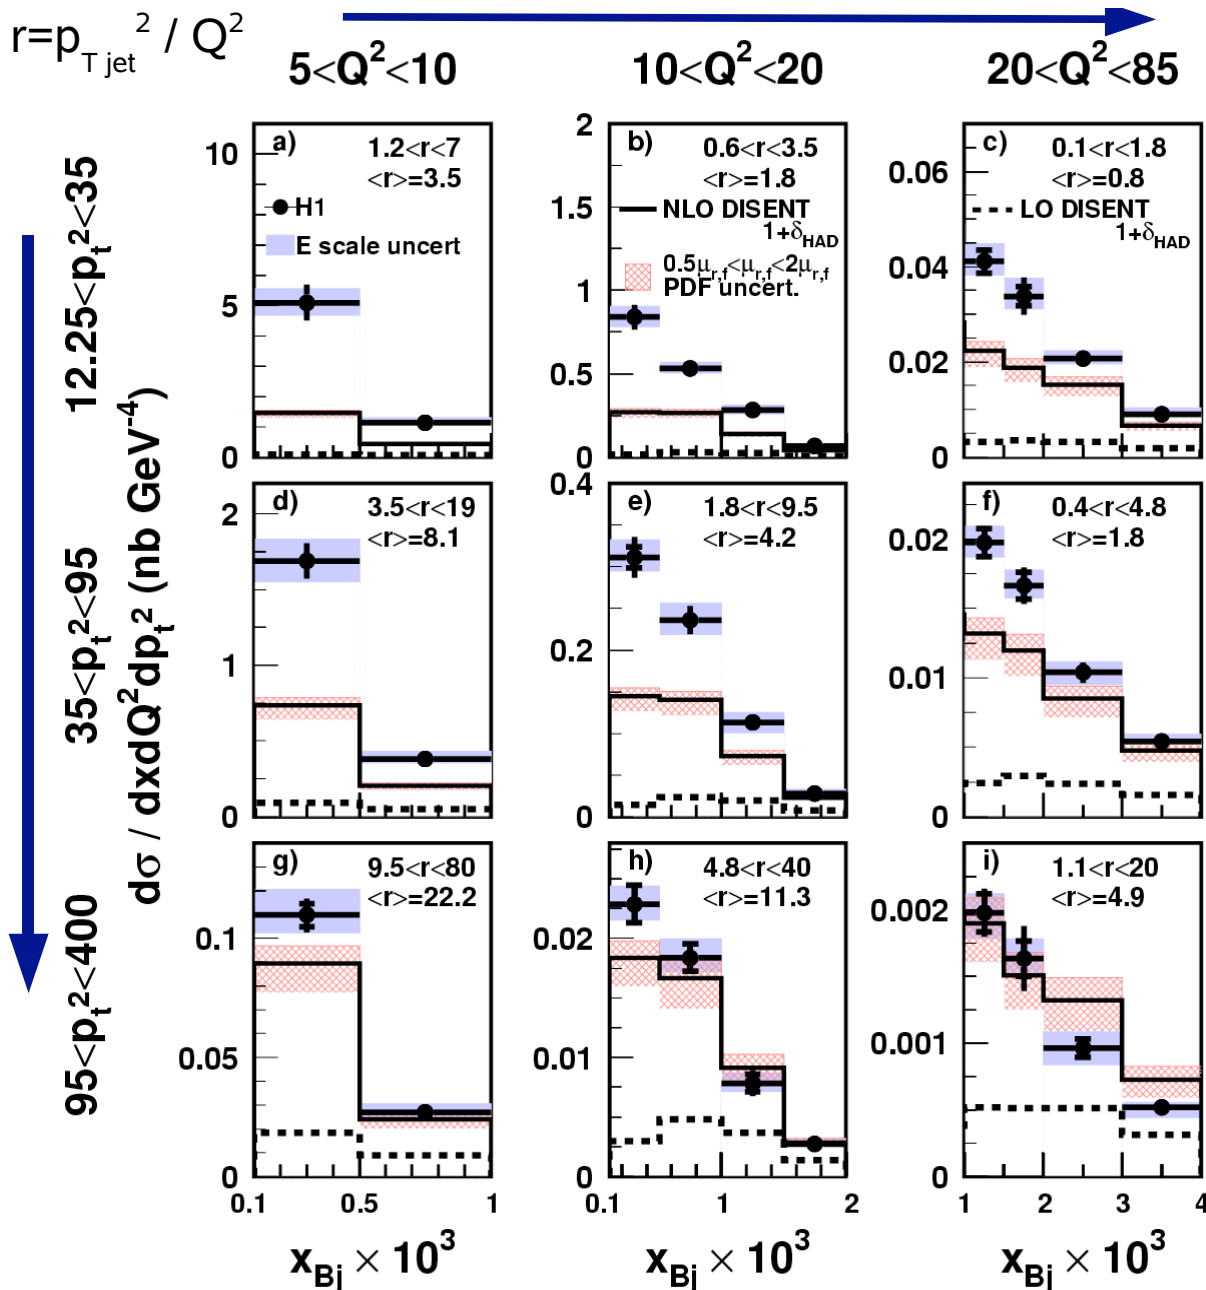 r=p_{T jet}^2 / Q^2
5<Q^2<10
10<Q^2<20
20<Q^2<85
12.25<p_t^2<35
35<p_t^2<95
95<p_t^2<400
dσ / dxdQ^2dp_t^2 (nb GeV^-4)
a)
1.2<r<7
<r>=3.5
H1
E scale uncert
10
5
0
b)
0.6<r<3.5
<r>=1.8
NLO DISENT
1+δ_HAD
0.5μ_{r,f}<μ_{r,f}<2μ_{r,f}
PDF uncert.
2
1.5
1
0.5
0
c)
0.1<r<1.8
<r>=0.8
LO DISENT
1+δ_HAD
0.06
0.04
0.02
0
d)
3.5<r<19
<r>=8.1
2
1
0
e)
1.8<r<9.5
<r>=4.2
0.4
0.2
0
f)
0.4<r<4.8
<r>=1.8
0.02
0.01
0
g)
9.5<r<80
<r>=22.2
0.1
0.05
0
h)
4.8<r<40
<r>=11.3
0.02
0.01
0
i)
1.1<r<20
<r>=4.9
0.002
0.001
0
0.1 0.5 1
0.1 1 2
1 2 3 4
x_Bj × 10^3
x_Bj × 10^3
x_Bj × 10^3